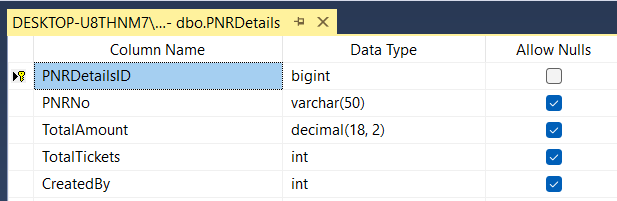 DESKTOP-U8THNM7\...- dbo.PNRDetails
Column Name Data Type Allow Nulls
PNRDetailsID bigint
PNRNo varchar(50)
TotalAmount decimal(18, 2)
TotalTickets int
CreatedBy int